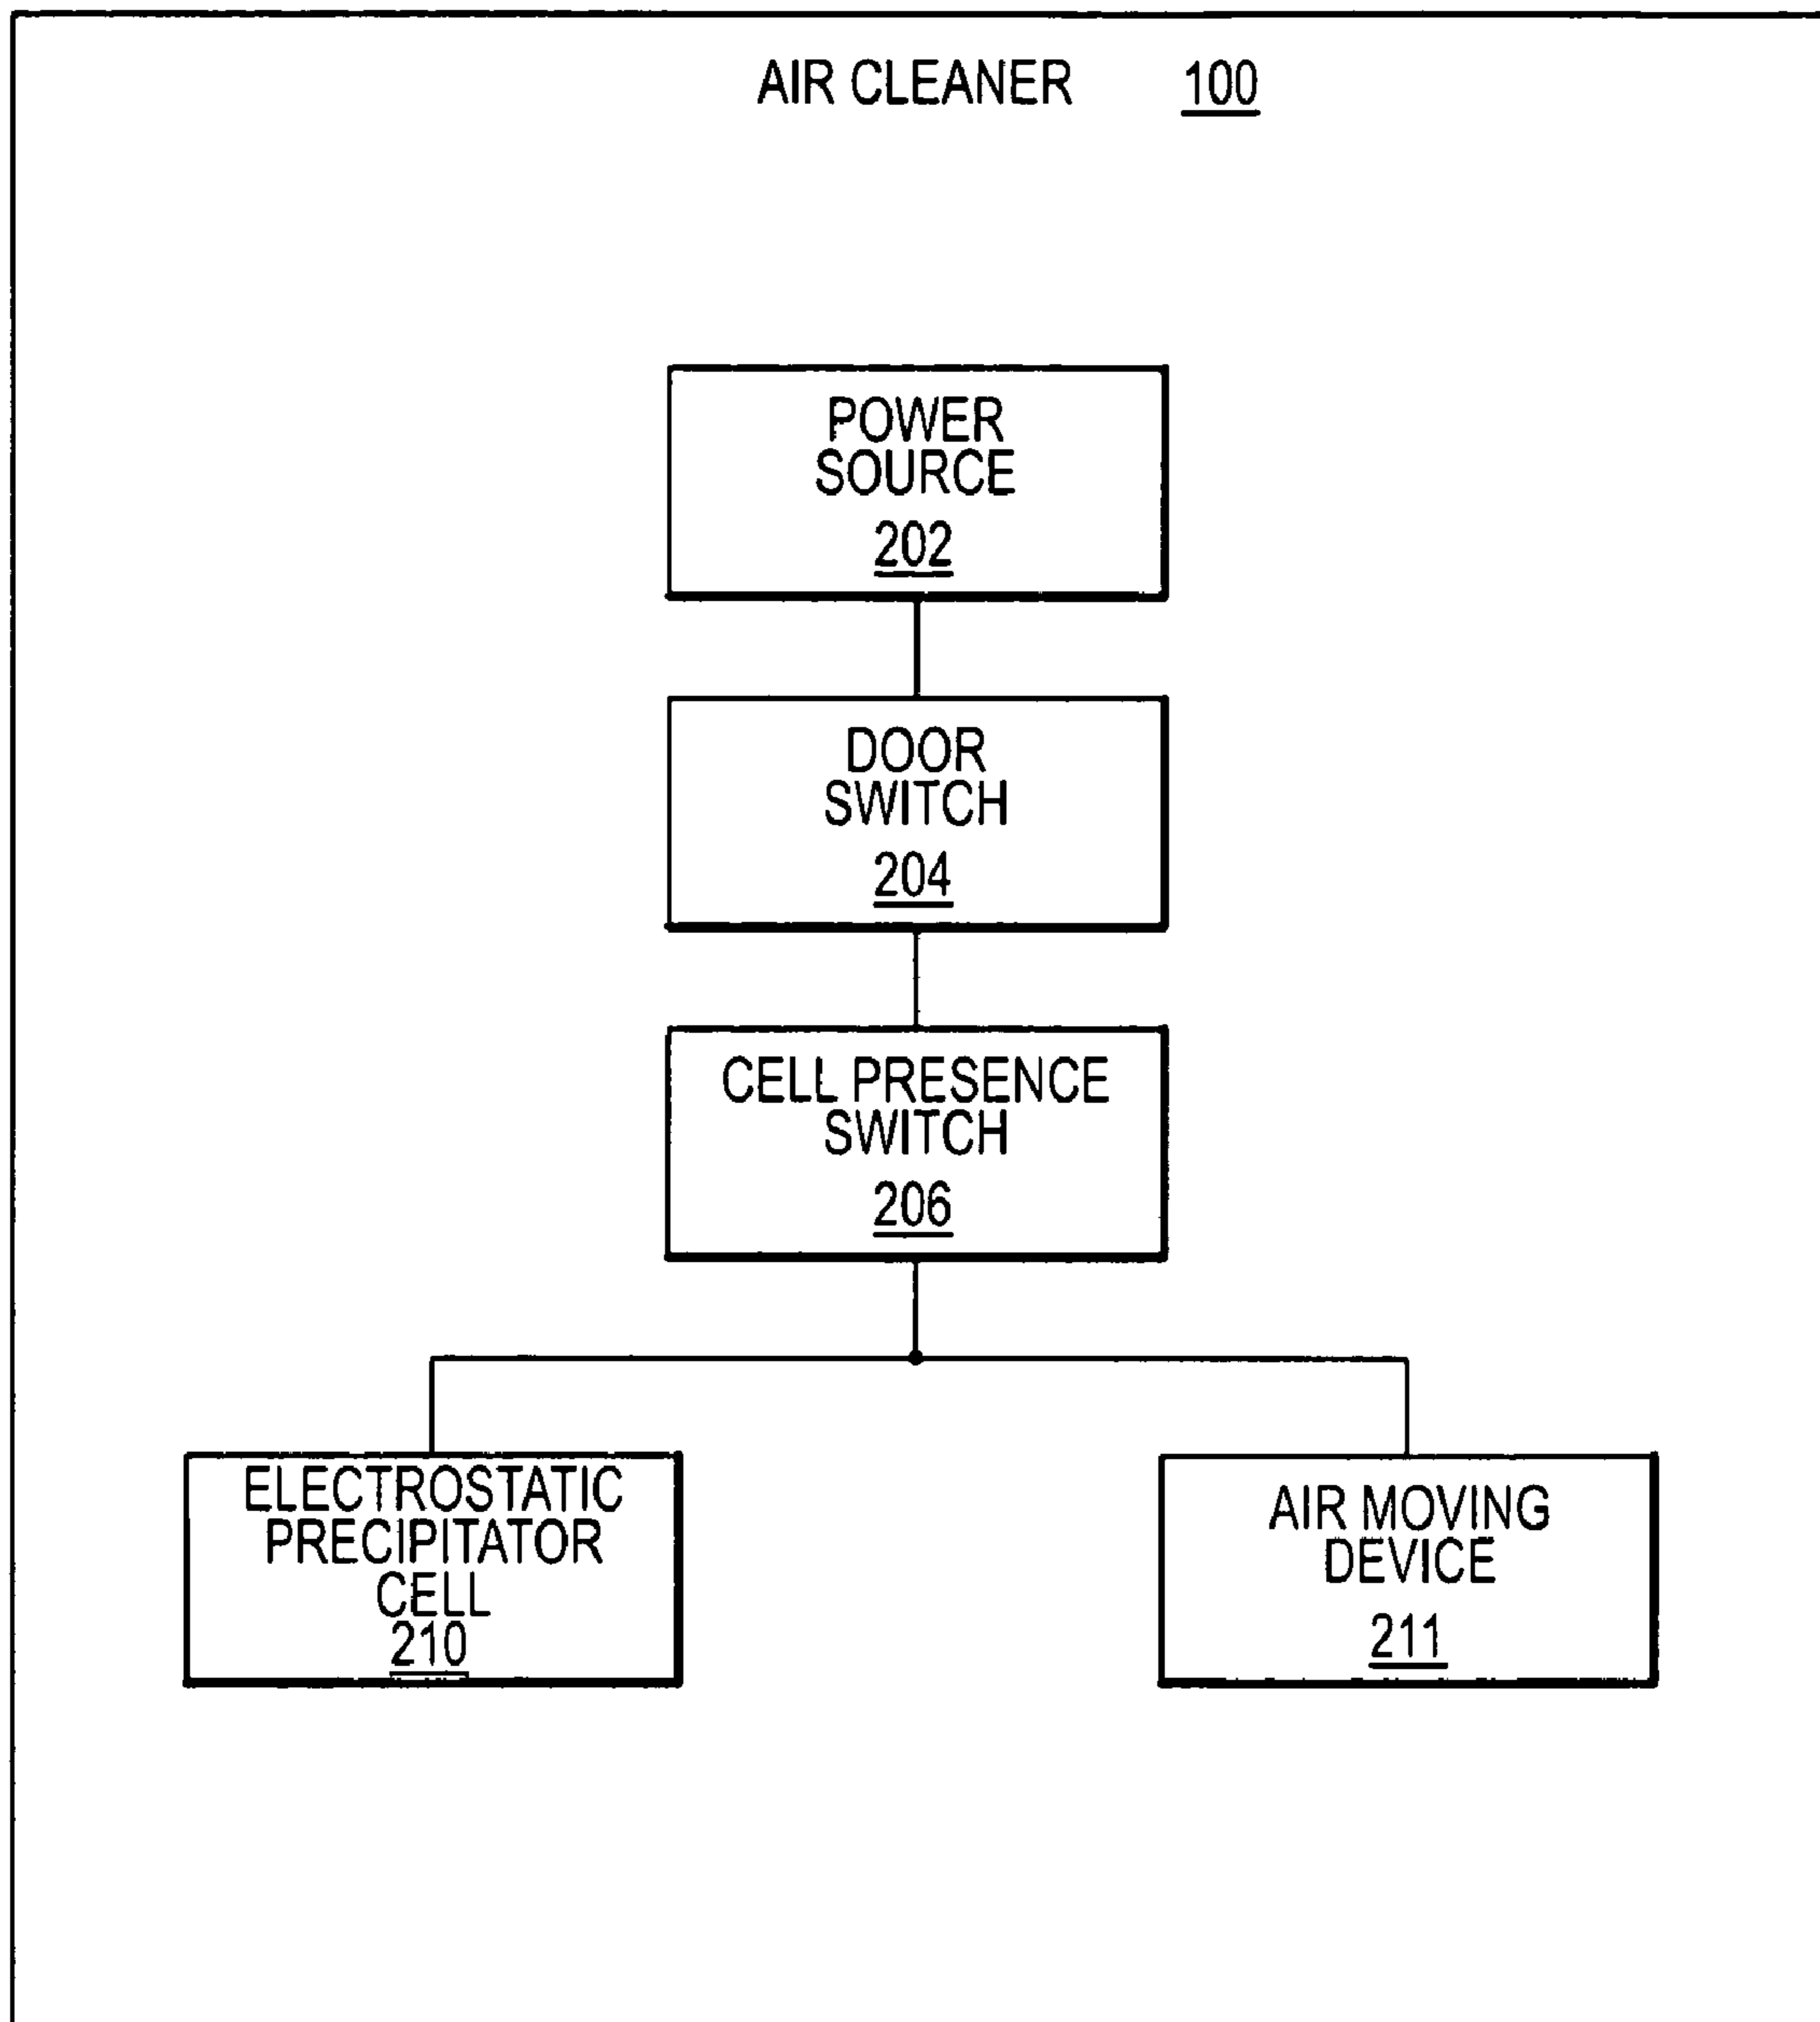 AIR CLEANER 100
POWER
SOURCE
202
DOOR
SWITCH
204
CELL PRESENCE
SWITCH
206
ELECTROSTATIC
PRECIPITATOR
CELL
210
AIR MOVING
DEVICE
211